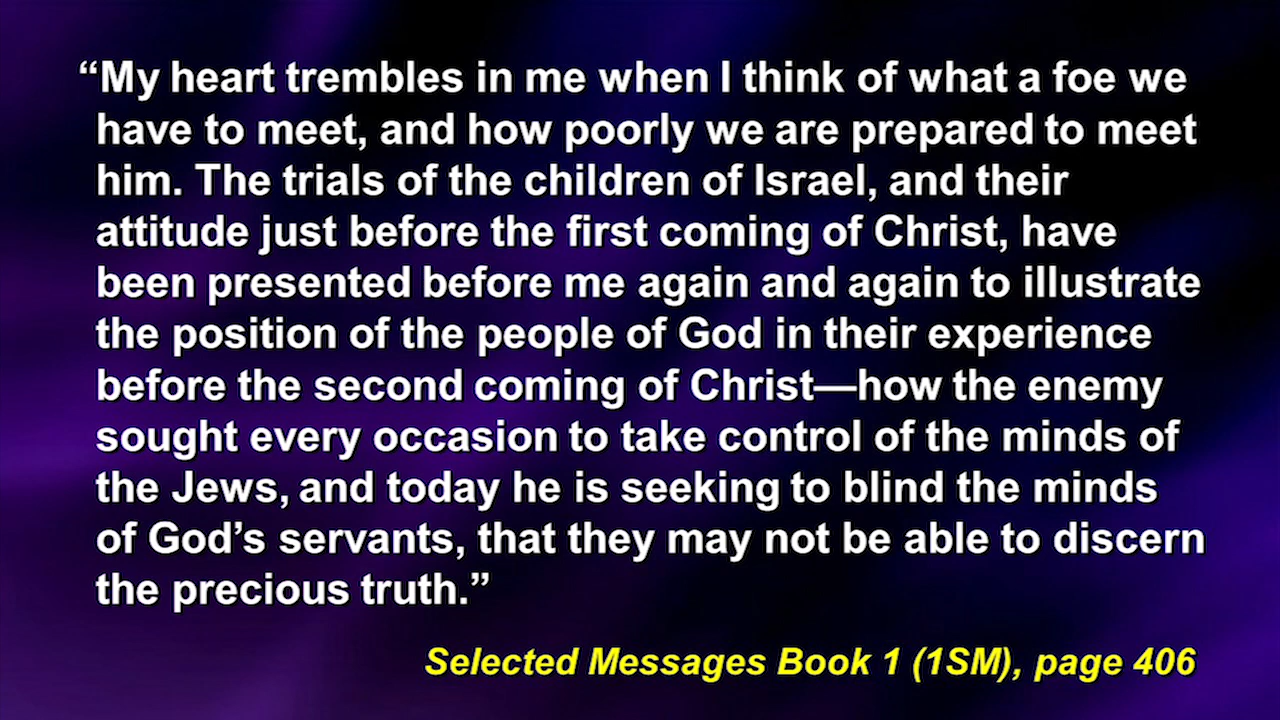 “My heart trembles in me when I think of what a foe we
have to meet, and how poorly we are prepared to meet
him. The trials of the children of Israel, and their
attitude just before the first coming of Christ, have
been presented before me again and again to illustrate
the position of the people of God in their experience
before the second coming of Christ—how the enemy
sought every occasion to take control of the minds of
the Jews, and today he is seeking to blind the minds
of God’s servants, that they may not be able to discern
the precious truth.”
Selected Messages Book 1 (1SM), page 406